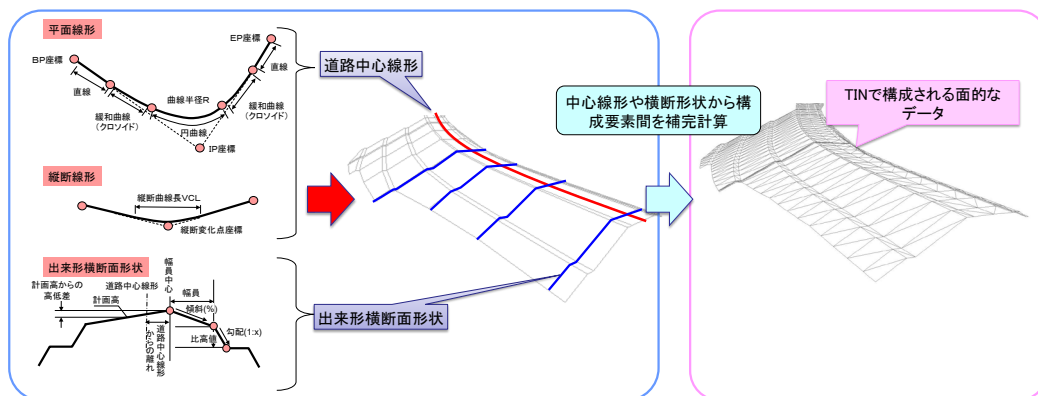 平面線形
BP座標
EP座標
直線
直線
曲線半径R
緩和曲線
(クロソイド)
緩和曲線
(クロソイド)
円曲線
IP座標
縦断線形
縦断曲線長VCL
縦断変化点座標
出来形横断面形状
計画高からの
高低差
計画高
道路中心線形
幅員中心
幅員
傾斜(%)
勾配(1:x)
比高値
道路中心線形
からの離れ
道路中心線形
出来形横断面形状
中心線形や横断形状から構
成要素間を補完計算
TINで構成される面的な
データ